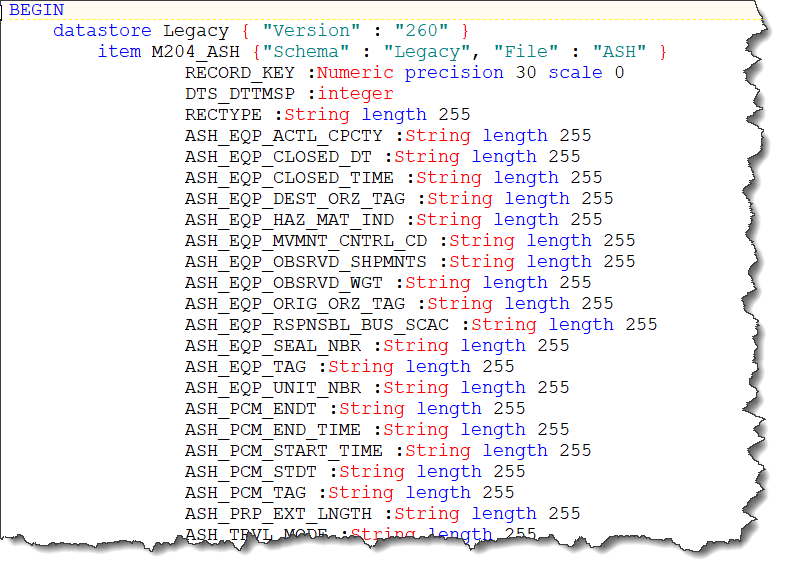 BEGIN
datastore Legacy { "Version" : "260" }
item M204_ASH {"Schema" : "Legacy", "File" : "ASH" }
RECORD_KEY :Numeric precision 30 scale 0
DTS_DTTMSP :integer
RECTYPE :String length 255
ASH_EQP_ACTL_CPCTY :String length 255
ASH_EQP_CLOSED_DT :String length 255
ASH_EQP_CLOSED_TIME :String length 255
ASH_EQP_DEST_ORZ_TAG :String length 255
ASH_EQP_HAZ_MAT_IND :String length 255
ASH_EQP_MVMNT_CNTRL_CD :String length 255
ASH_EQP_OBSRVD_SHPMNTS :String length 255
ASH_EQP_OBSRVD_WGT :String length 255
ASH_EQP_ORIG_ORZ_TAG :String length 255
ASH_EQP_RSPNSBL_BUS_SCAC :String length 255
ASH_EQP_SEAL_NBR :String length 255
ASH_EQP_TAG :String length 255
ASH_EQP_UNIT_NBR :String length 255
ASH_PCM_ENDT :String length 255
ASH_PCM_END_TIME :String length 255
ASH_PCM_START_TIME :String length 255
ASH_PCM_STDT :String length 255
ASH_PCM_TAG :String length 255
ASH_PRP_EXT_LNGTH :String length 255
ASH_TRVL_MODE :String length 255